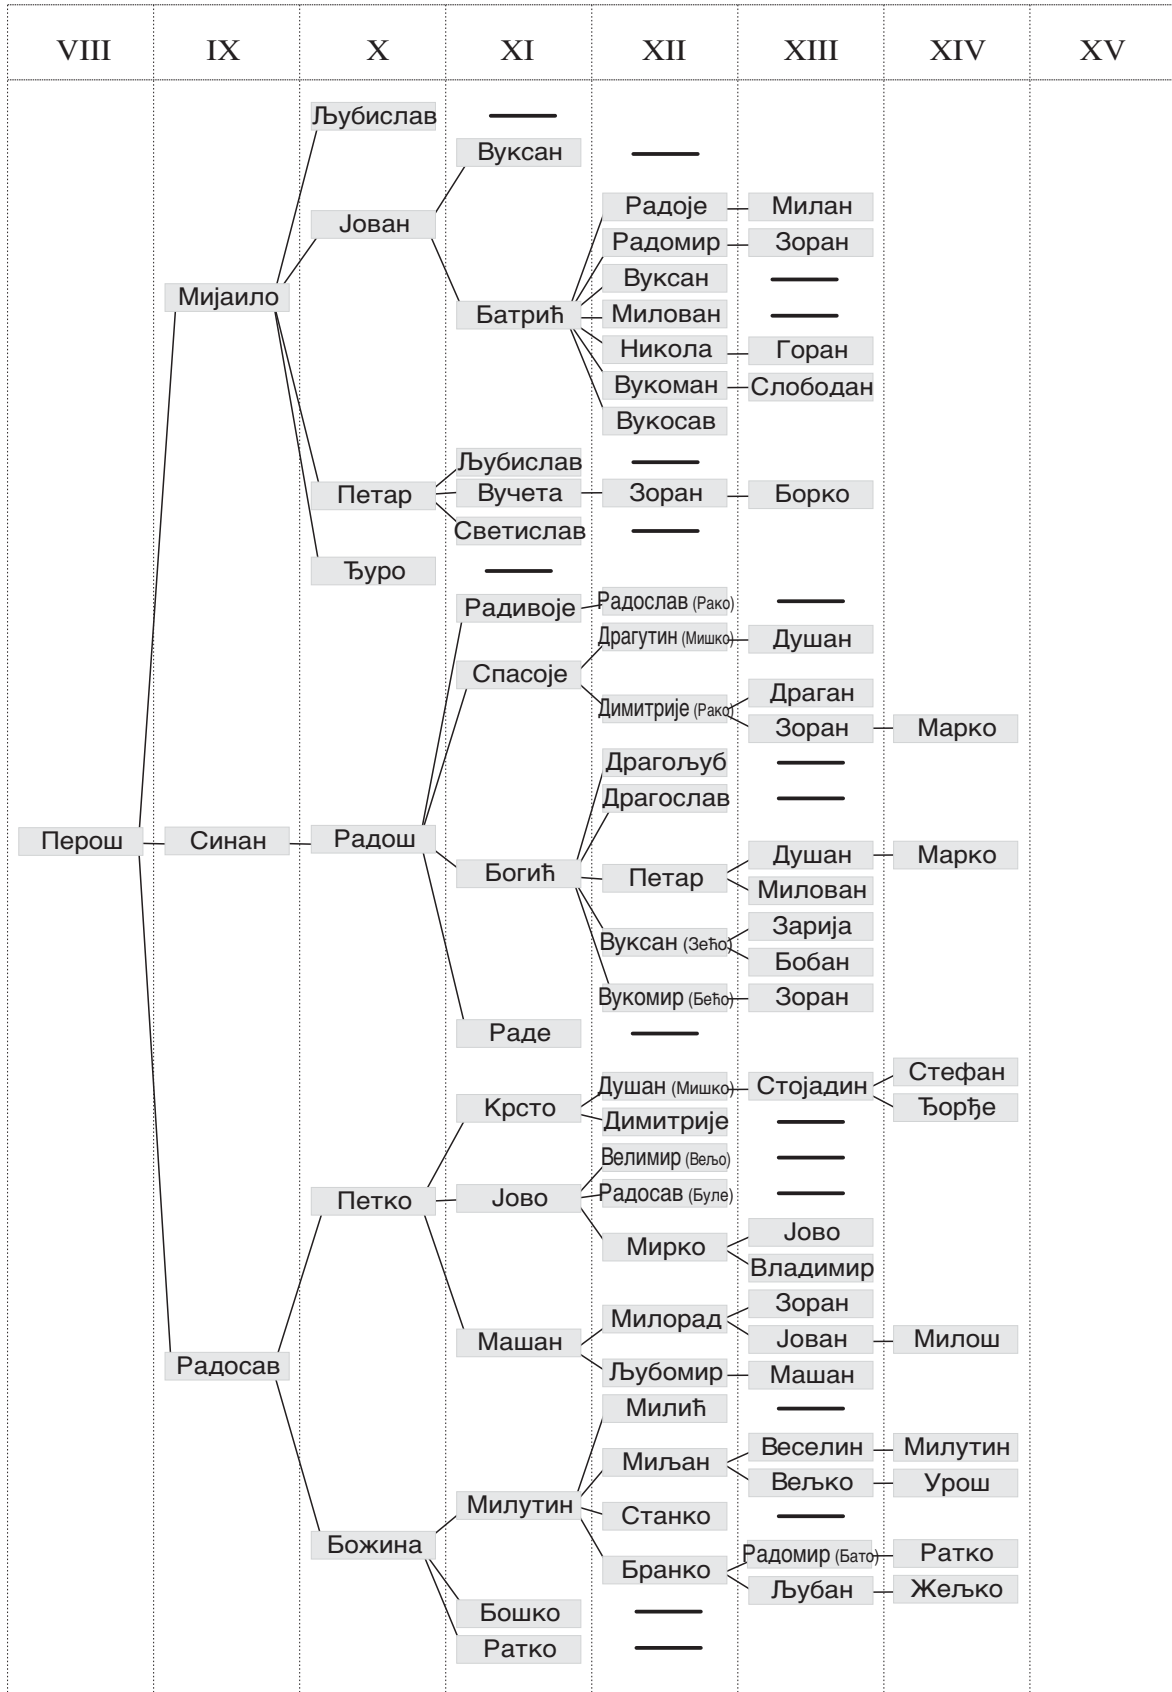 VIII IX X XI XII XIII XIV XV
Љубислав
Вуксан
Радоје Милан
Јован
Радомир Зоран
Вуксан
Мијаило
Батрић Милован
Никола Горан
Вукоман Слободан
Вукосав
Љубислав
Петар Вучета Зоран Борко
Светислав
Ђуро
Радивоје Радослав (Рако)
Драгутин (Мишко) Душан
Спасоје
Драган
Димитрије (Рако)
Зоран Марко
Драгољуб
Драгослав
Перош Синан Радош
Душан Марко
Богић Петар
Милован
Зарија
Вуксан (Зећо)
Бобан
Вукомир (Бећо) Зоран
Раде
Стефан
Душан (Мишко) Стојадин
Крсто Ђорђе
Димитрије
Велимир (Вељо)
Петко Јово Радосав (Буле)
Јово
Мирко
Владимир
Зоран
Милорад
Машан Јован Милош
Радосав
Љубомир Машан
Милић
Веселин Милутин
Миљан
Вељко Урош
Милутин
Станко
Божина
Радомир (Бато) Ратко
Бранко
Љубан Жељко
Бошко
Ратко